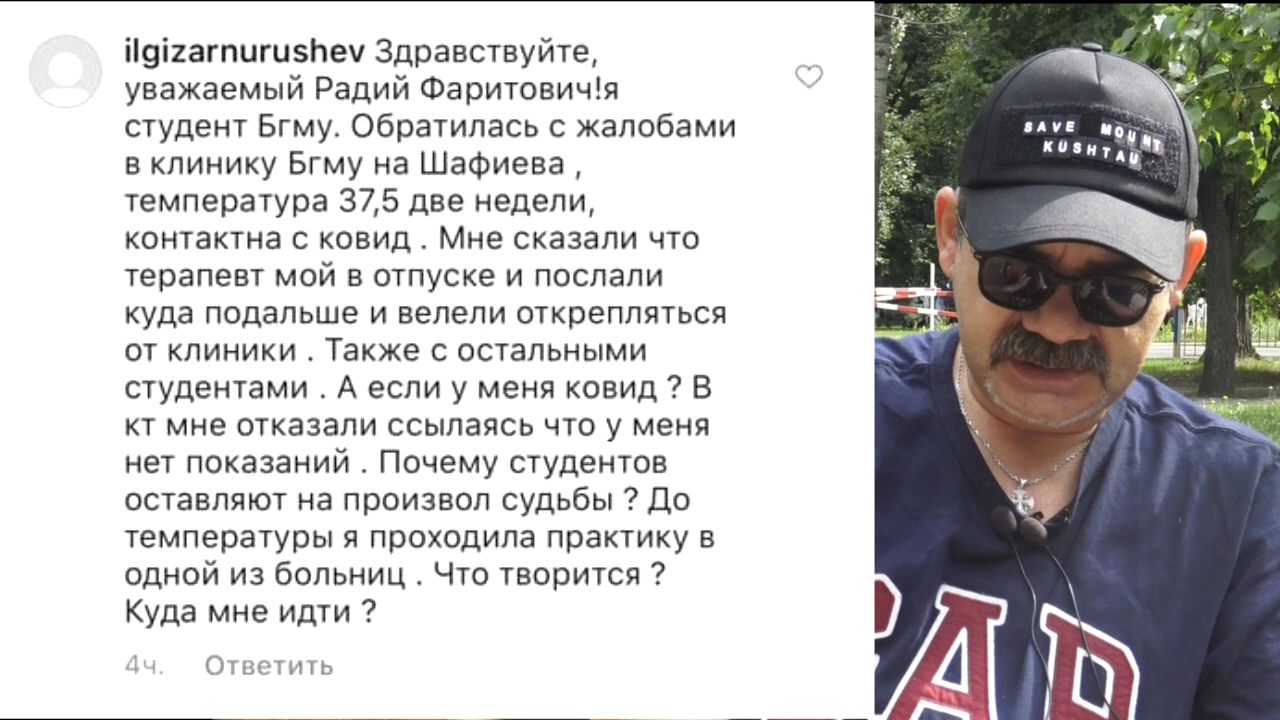 ilgizarnurushev Здравствуйте,
уважаемый Радий Фаритович!я
студент Бгму. Обратилась с жалобами
в клинику Бгму на Шафиева ,
температура 37,5 две недели,
контактна с ковид . Мне сказали что
терапевт мой в отпуске и послали
куда подальше и велели открепляться
от клиники . Также с остальными
студентами . А если у меня ковид ? В
кт мне отказали ссылаясь что у меня
нет показаний . Почему студентов
оставляют на произвол судьбы ? До
температуры я проходила практику в
одной из больниц . Что творится ?
Куда мне идти ?
4ч. Ответить
SAVE MOUNT
KUSHTAU
GAP